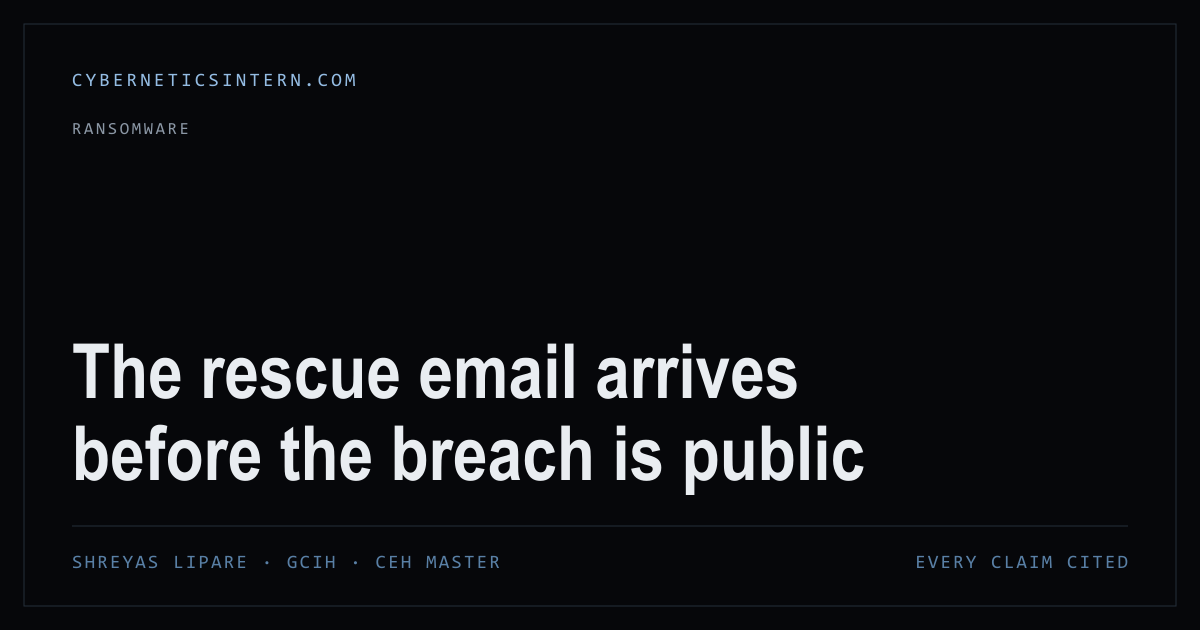 CYBERNETICSINTERN.COM
RANSOMWARE
The rescue email arrives
before the breach is public
SHREYAS LIPARE · GCIH · CEH MASTER
EVERY CLAIM CITED